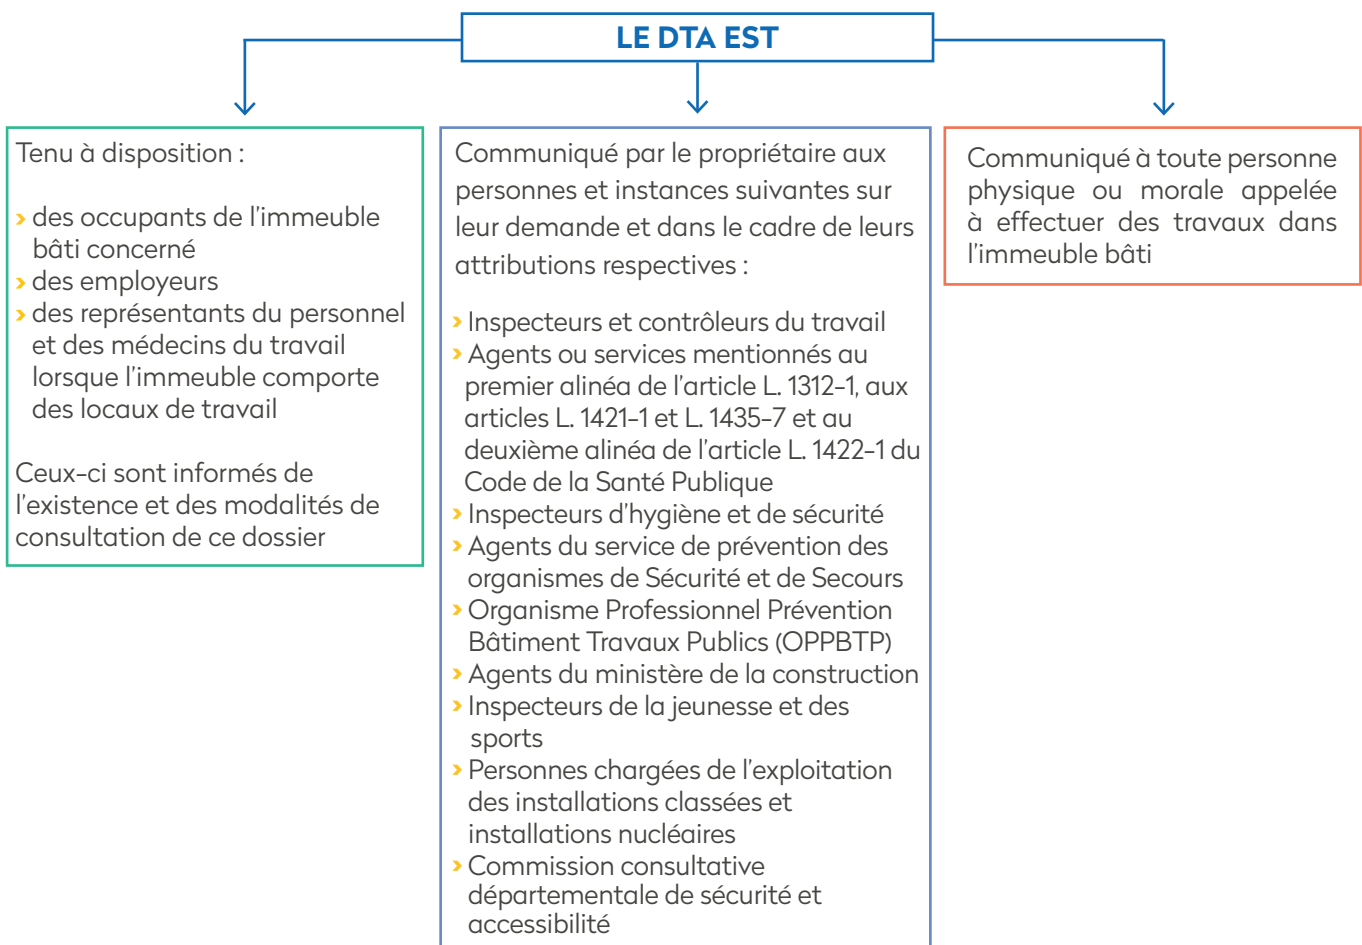 LE DTA EST
Tenu à disposition :
› des occupants de l'immeuble
bâti concerné
› des employeurs
› des représentants du personnel
et des médecins du travail
lorsque l'immeuble comporte
des locaux de travail
Ceux-ci sont informés de
l'existence et des modalités de
consultation de ce dossier
Communiqué par le propriétaire aux
personnes et instances suivantes sur
leur demande et dans le cadre de leurs
attributions respectives :
› Inspecteurs et contrôleurs du travail
› Agents ou services mentionnés au
premier alinéa de l'article L. 1312-1, aux
articles L. 1421-1 et L. 1435-7 et au
deuxième alinéa de l'article L. 1422-1 du
Code de la Santé Publique
› Inspecteurs d'hygiène et de sécurité
› Agents du service de prévention des
organismes de Sécurité et de Secours
› Organisme Professionnel Prévention
Bâtiment Travaux Publics (OPPBTP)
› Agents du ministère de la construction
› Inspecteurs de la jeunesse et des
sports
› Personnes chargées de l'exploitation
des installations classées et
installations nucléaires
› Commission consultative
départementale de sécurité et
accessibilité
Communiqué à toute personne
physique ou morale appelée
à effectuer des travaux dans
l'immeuble bâti